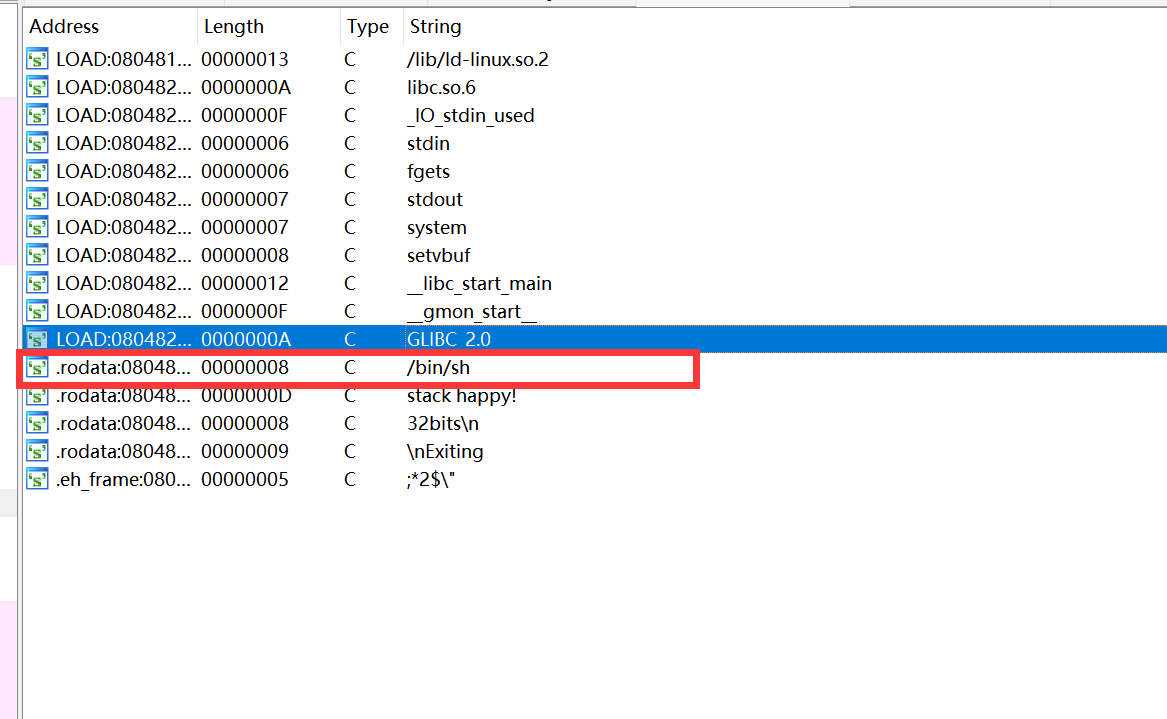 Address Length Type String
LOAD:080481... 00000013 C /lib/ld-linux.so.2
LOAD:080482... 0000000A C libc.so.6
LOAD:080482... 0000000F C _IO_stdin_used
LOAD:080482... 00000006 C stdin
LOAD:080482... 00000006 C fgets
LOAD:080482... 00000007 C stdout
LOAD:080482... 00000007 C system
LOAD:080482... 00000008 C setvbuf
LOAD:080482... 00000012 C __libc_start_main
LOAD:080482... 0000000F C __gmon_start__
LOAD:080482... 0000000A C GLIBC_2.0
.rodata:08048... 00000008 C /bin/sh
.rodata:08048... 0000000D C stack happy!
.rodata:08048... 00000008 C 32bits\n
.rodata:08048... 00000009 C \nExiting
.eh_frame:080... 00000005 C ;*2$\"